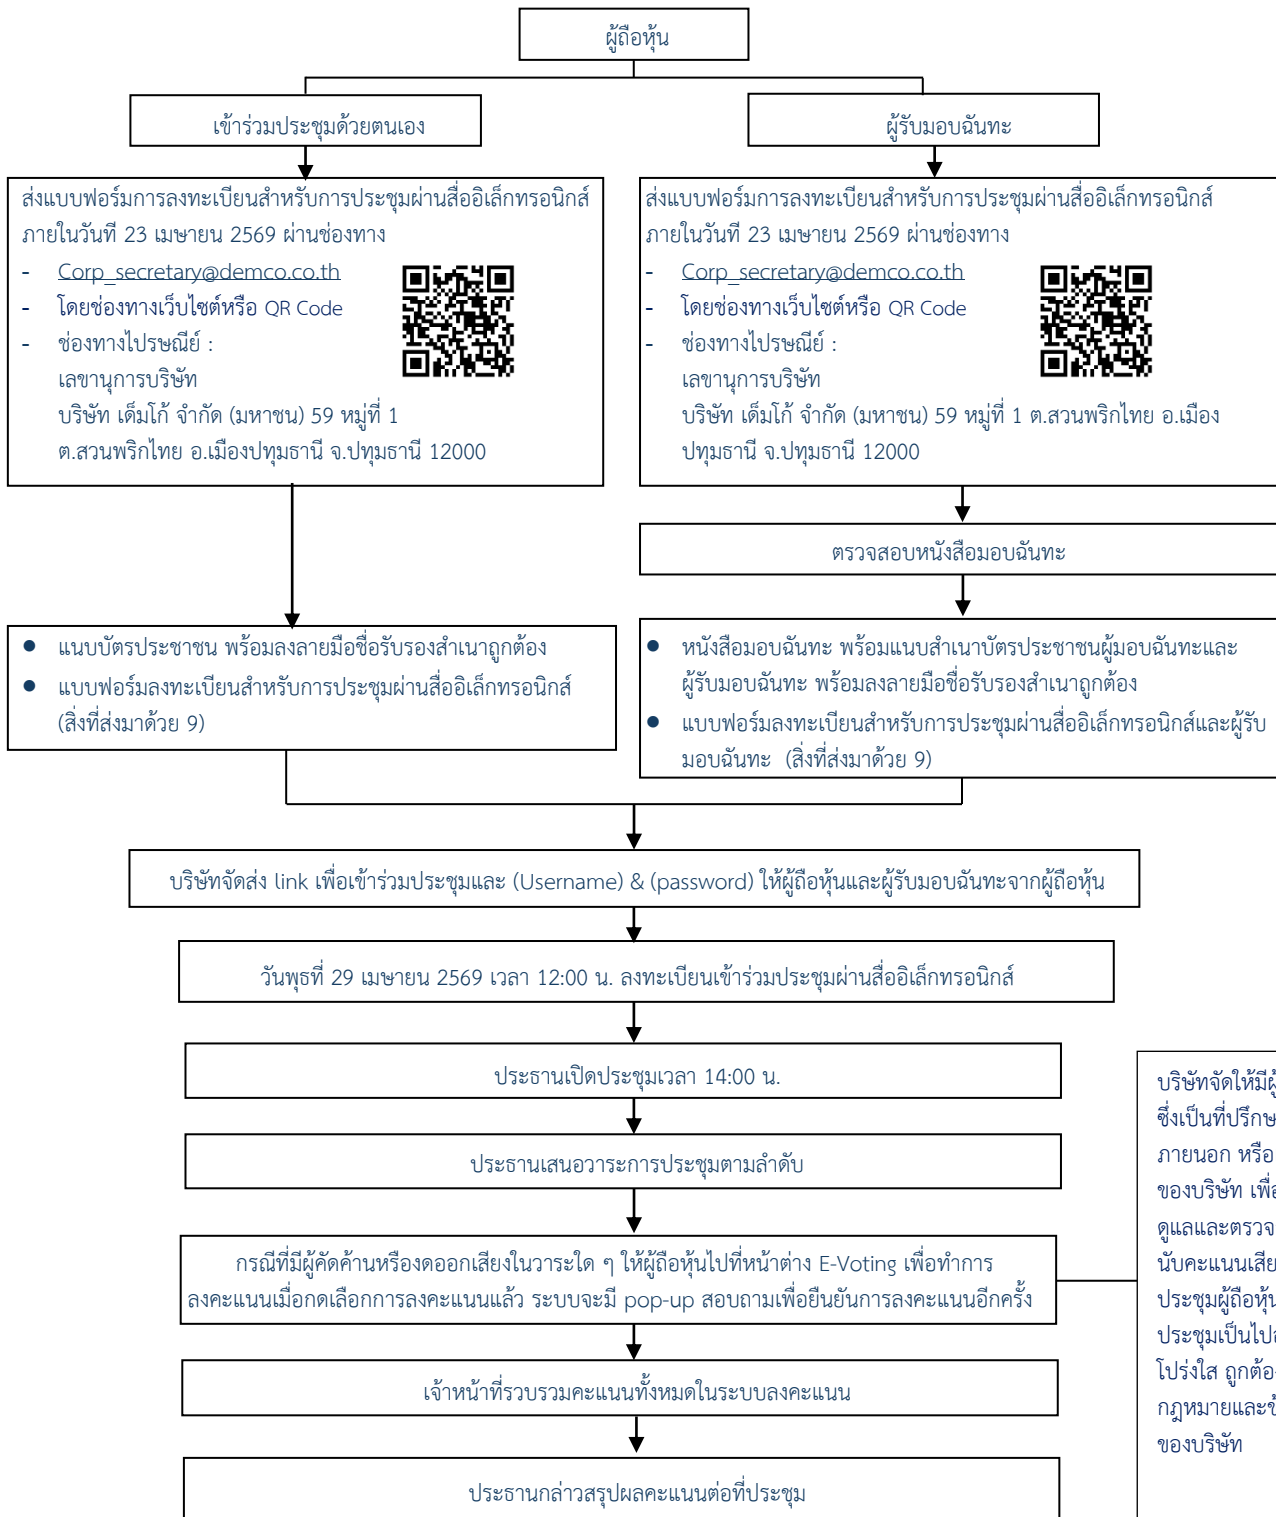 ผู้ถือหุ้น
เข้าร่วมประชุมด้วยตนเอง
ผู้รับมอบฉันทะ
ส่งแบบฟอร์มการลงทะเบียนสำหรับการประชุมผ่านสื่ออิเล็กทรอนิกส์
ภายในวันที่ 23 เมษายน 2569 ผ่านช่องทาง
- Corp_secretary@demco.co.th
- โดยช่องทางเว็บไซต์หรือ QR Code
- ช่องทางไปรษณีย์ :
เลขานุการบริษัท
บริษัท เด็มโก้ จำกัด (มหาชน) 59 หมู่ที่ 1
ต.สวนพริกไทย อ.เมืองปทุมธานี จ.ปทุมธานี 12000
ส่งแบบฟอร์มการลงทะเบียนสำหรับการประชุมผ่านสื่ออิเล็กทรอนิกส์
ภายในวันที่ 23 เมษายน 2569 ผ่านช่องทาง
- Corp_secretary@demco.co.th
- โดยช่องทางเว็บไซต์หรือ QR Code
- ช่องทางไปรษณีย์ :
เลขานุการบริษัท
บริษัท เด็มโก้ จำกัด (มหาชน) 59 หมู่ที่ 1 ต.สวนพริกไทย อ.เมือง
ปทุมธานี จ.ปทุมธานี 12000
ตรวจสอบหนังสือมอบฉันทะ
● แนบบัตรประชาชน พร้อมลงลายมือชื่อรับรองสำเนาถูกต้อง
● แบบฟอร์มลงทะเบียนสำหรับการประชุมผ่านสื่ออิเล็กทรอนิกส์
(สิ่งที่ส่งมาด้วย 9)
● หนังสือมอบฉันทะ พร้อมแนบสำเนาบัตรประชาชนผู้มอบฉันทะและ
ผู้รับมอบฉันทะ พร้อมลงลายมือชื่อรับรองสำเนาถูกต้อง
● แบบฟอร์มลงทะเบียนสำหรับการประชุมผ่านสื่ออิเล็กทรอนิกส์และผู้รับ
มอบฉันทะ (สิ่งที่ส่งมาด้วย 9)
บริษัทจัดส่ง link เพื่อเข้าร่วมประชุมและ (Username) & (password) ให้ผู้ถือหุ้นและผู้รับมอบฉันทะจากผู้ถือหุ้น
วันพุธที่ 29 เมษายน 2569 เวลา 12:00 น. ลงทะเบียนเข้าร่วมประชุมผ่านสื่ออิเล็กทรอนิกส์
ประธานเปิดประชุมเวลา 14:00 น.
ประธานเสนอวาระการประชุมตามลำดับ
กรณีที่มีผู้คัดค้านหรืองดออกเสียงในวาระใด ๆ ให้ผู้ถือหุ้นไปที่หน้าต่าง E-Voting เพื่อทำการ
ลงคะแนนเมื่อกดเลือกการลงคะแนนแล้ว ระบบจะมี pop-up สอบถามเพื่อยืนยันการลงคะแนนอีกครั้ง
เจ้าหน้าที่รวบรวมคะแนนทั้งหมดในระบบลงคะแนน
ประธานกล่าวสรุปผลคะแนนต่อที่ประชุม
บริษัทจัดให้มี
ซึ่งเป็นที่
ภายนอก หรือ
ของบริษัท
ดูแลและตรวจ
นับคะแนน
ประชุมผู้ถือหุ้น
ประชุมเป็นไป
โปร่งใส
กฎหมายและ
ของบริษัท